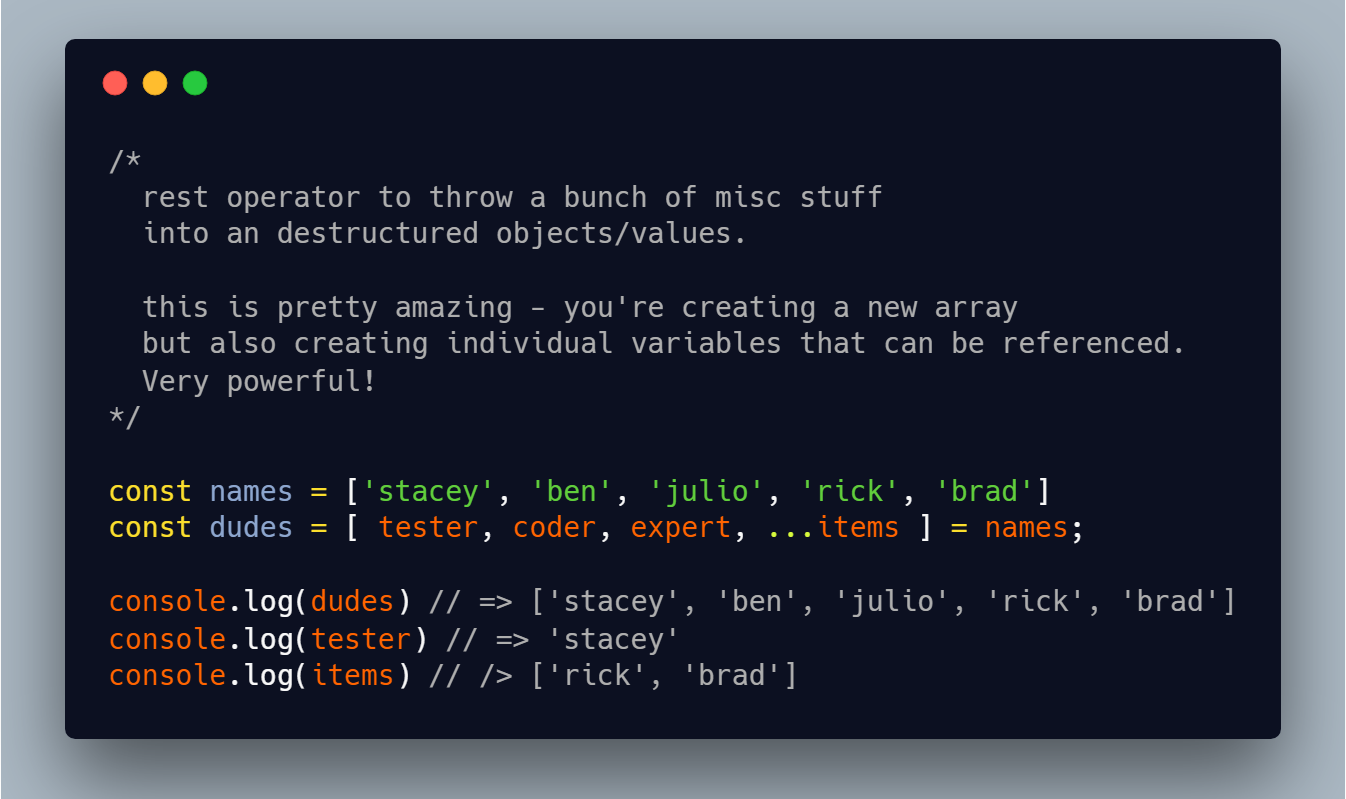 /*
  rest operator to throw a bunch of misc stuff
  into an destructured objects/values.

  this is pretty amazing - you're creating a new array
  but also creating individual variables that can be referenced.
  Very powerful!
*/

const names = ['stacey', 'ben', 'julio', 'rick', 'brad']
const dudes = [ tester, coder, expert, ...items ] = names;

console.log(dudes) // => ['stacey', 'ben', 'julio', 'rick', 'brad']
console.log(tester) // => 'stacey'
console.log(items) // /> ['rick', 'brad']